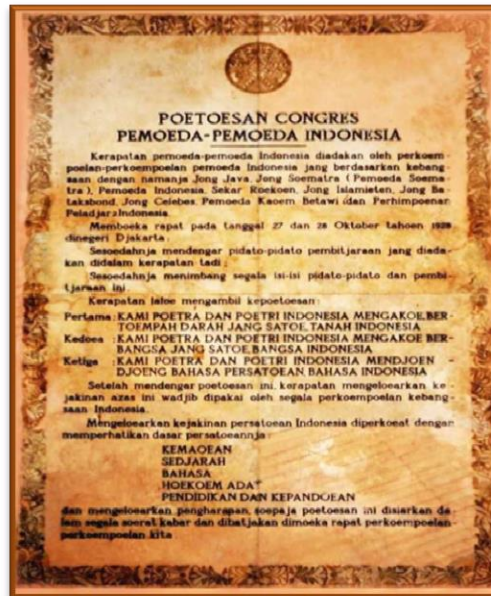 POETOESAN CONGRES
PEMOEDA-PEMOEDA INDONESIA
Kerapatan pemoeda-pemoeda Indonesia diadakan oleh perkoem-
poelan-perkoempoelan pemoeda Indonesia jang berdasarkan kebang-
saan dengan namanja Jong Java, Jong Soematra (Pemoeda Soema-
tra), Pemoeda Indonesia, Sekar Roekoen, Jong Islamieten, Jong Ba-
taksbond, Jong Celebes, Pemoeda Kaoem Betawi dan Perhimpoenan
Peladjar2 Indonesia.
Memboeka rapat pada tanggal 27 dan 28 Oktober tahoen 1928
dinegeri Djakarta.
Sesoedahnja mendengar pidato-pidato pembitjaraan jang diada-
kan didalam kerapatan tadi.
Sesoedahnja menimbang segala isi-isi pidato-pidato dan pembi-
tjaraan ini.
Kerapatan laloe mengambil kepoetoesan:
Pertama : KAMI POETRA DAN POETRI INDONESIA MENGAKOE BER-
TOEMPAH DARAH JANG SATOE, TANAH INDONESIA
Kedoea : KAMI POETRA DAN POETRI INDONESIA MENGAKOE BER-
BANGSA JANG SATOE, BANGSA INDONESIA
Ketiga : KAMI POETRA DAN POETRI INDONESIA MENDJOEN-
DJOENG BAHASA PERSATOEAN, BAHASA INDONESIA
Setelah mendengar poetoesan ini, kerapatan mengeloearkan ke-
jakinan azas ini wadjib dipakai oleh segala perkoempoelan kebang-
saan Indonesia.
Mengeloearkan kejakinan persatoean Indonesia diperkoeat dengan
memperhatikan dasar persatoeannja:
KEMAOEAN
SEDJARAH
BAHASA
HOEKOEM ADAT
PENDIDIKAN DAN KEPANDOEAN
dan mengeloearkan pengharapan, soepaja poetoesan ini disiarkan da-
lam segala soerat kabar dan dibatjakan dimoeka rapat perkoempoelan-
perkoempoelan kita